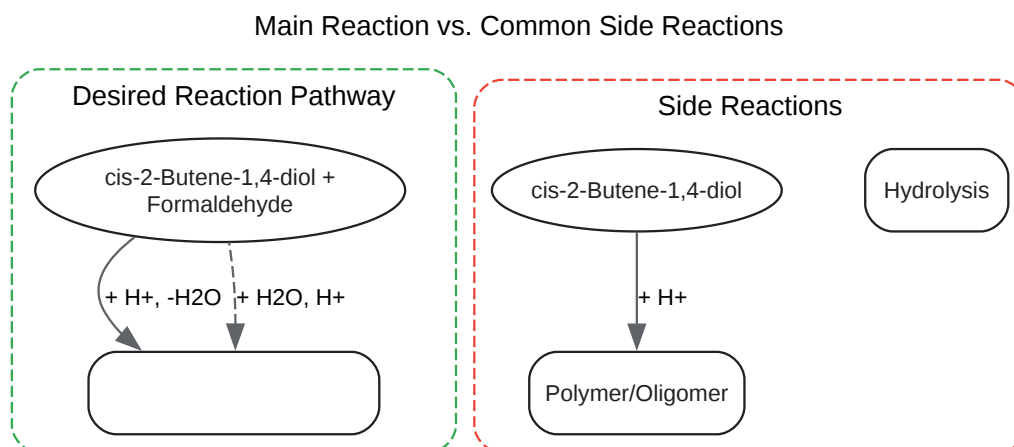 Main Reaction vs. Common Side Reactions
Desired Reaction Pathway
cis-2-Butene-1,4-diol +
Formaldehyde
+ H+, -H2O
+ H2O, H+
Side Reactions
cis-2-Butene-1,4-diol
Hydrolysis
+ H+
Polymer/Oligomer